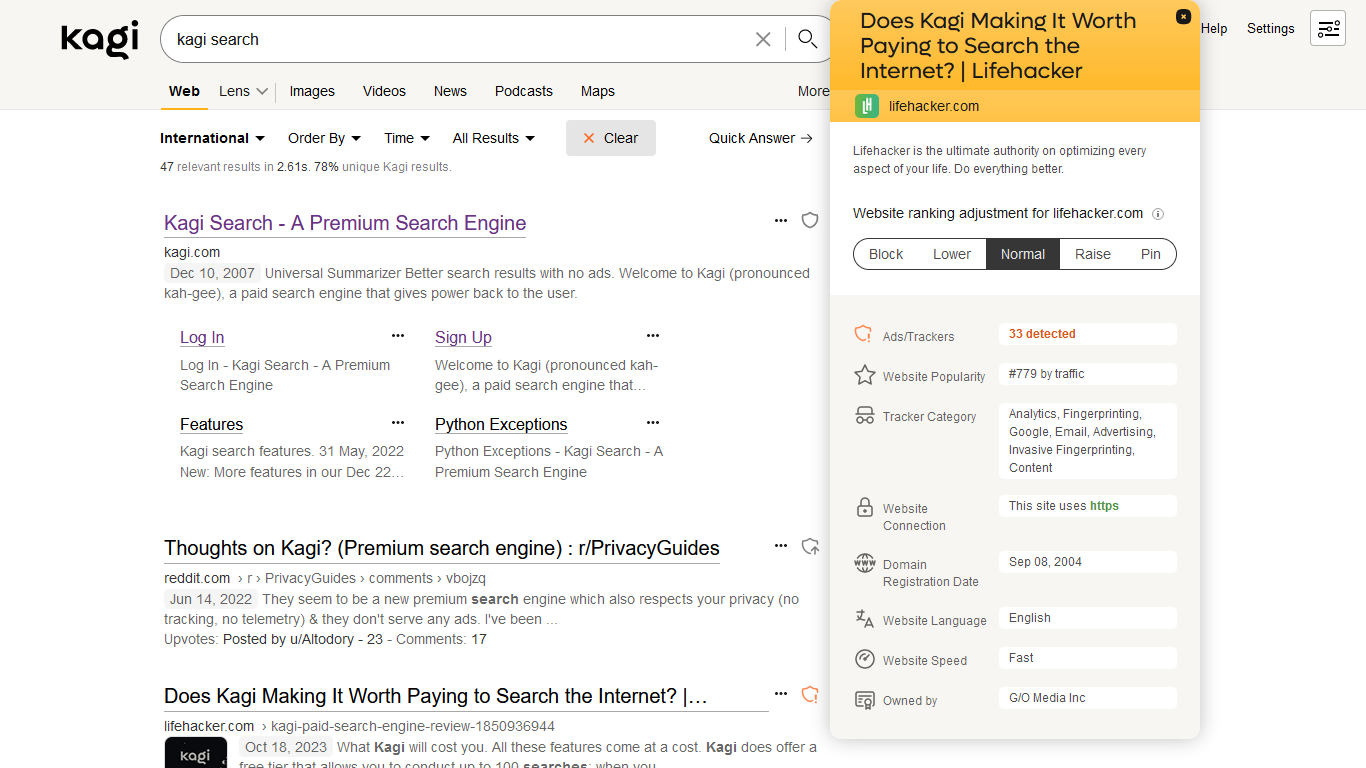 kagi
kagi search
Help Settings
Web Lens Images Videos News Podcasts Maps More
International Order By Time All Results Clear Quick Answer →
47 relevant results in 2.61s. 78% unique Kagi results.
Kagi Search - A Premium Search Engine
kagi.com
Dec 10, 2007 Universal Summarizer Better search results with no ads. Welcome to Kagi (pronounced
kah-gee), a paid search engine that gives power back to the user.
Log In
Log In - Kagi Search - A Premium
Search Engine
Sign Up
Welcome to Kagi (pronounced kah-
gee), a paid search engine that…
Features
Kagi search features. 31 May, 2022
New: More features in our Dec 22…
Python Exceptions
Python Exceptions - Kagi Search - A
Premium Search Engine
Thoughts on Kagi? (Premium search engine) : r/PrivacyGuides
reddit.com › r › PrivacyGuides › comments › vbojzq
Jun 14, 2022 They seem to be a new premium search engine which also respects your privacy (no
tracking, no telemetry) & they don't serve any ads. I've been ...
Upvotes: Posted by u/Altodory - 23 - Comments: 17
Does Kagi Making It Worth Paying to Search the Internet? |…
lifehacker.com › kagi-paid-search-engine-review-1850936944
kagi
Oct 18, 2023 What Kagi will cost you. All these features come at a cost. Kagi does offer a
free tier that allows you to conduct up to 100 searches; when you
Does Kagi Making It Worth
Paying to Search the
Internet? | Lifehacker
LH lifehacker.com
Lifehacker is the ultimate authority on optimizing every
aspect of your life. Do everything better.
Website ranking adjustment for lifehacker.com
Block Lower Normal Raise Pin
Ads/Trackers 33 detected
Website Popularity #779 by traffic
Tracker Category
Analytics, Fingerprinting,
Google, Email, Advertising,
Invasive Fingerprinting,
Content
Website
Connection
This site uses https
www
Domain
Registration Date
Sep 08, 2004
Website Language English
Website Speed Fast
Owned by G/O Media Inc